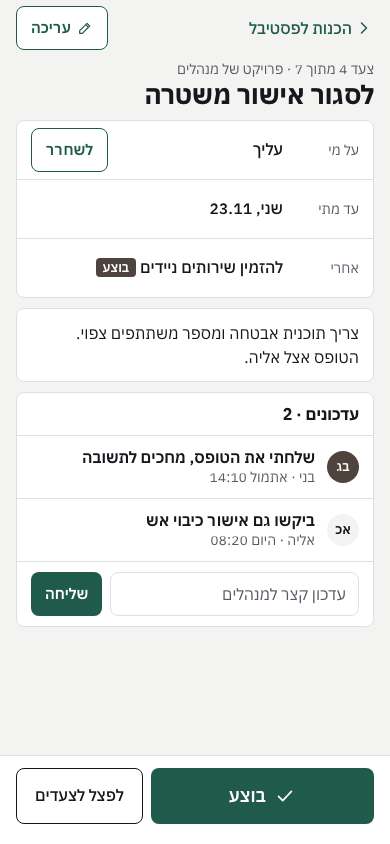 הכנות לפסטיבל
עריכה
צעד 4 מתוך 7 · פרויקט של מנהלים
לסגור אישור משטרה
על מי
עליך
לשחרר
עד מתי
שני, 23.11
אחרי
להזמין שירותים ניידים בוצע
צריך תוכנית אבטחה ומספר משתתפים צפוי.
הטופס אצל אליה.
עדכונים · 2
בג
שלחתי את הטופס, מחכים לתשובה
בני · אתמול 14:10
אכ
ביקשו גם אישור כיבוי אש
אליה · היום 08:20
עדכון קצר למנהלים
שליחה
בוצע
לפצל לצעדים